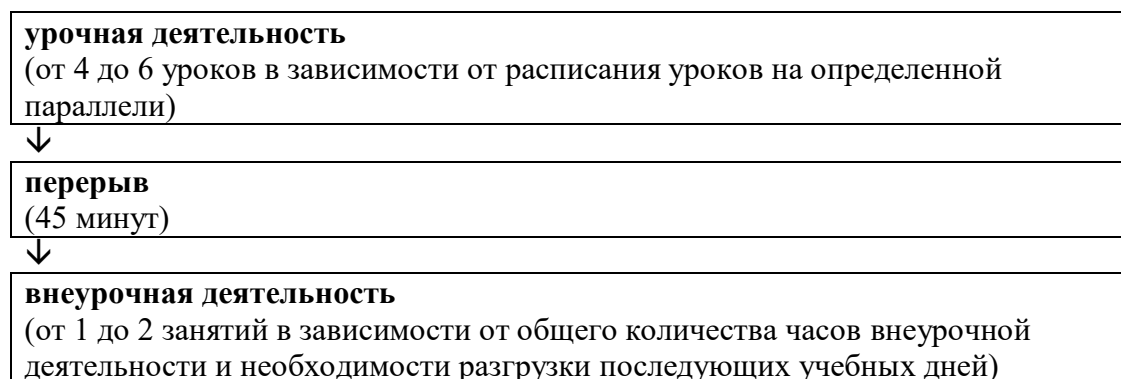 урочная деятельность
(от 4 до 6 уроков в зависимости от расписания уроков на определенной
параллели)
↓
перерыв
(45 минут)
↓
внеурочная деятельность
(от 1 до 2 занятий в зависимости от общего количества часов внеурочной
деятельности и необходимости разгрузки последующих учебных дней)